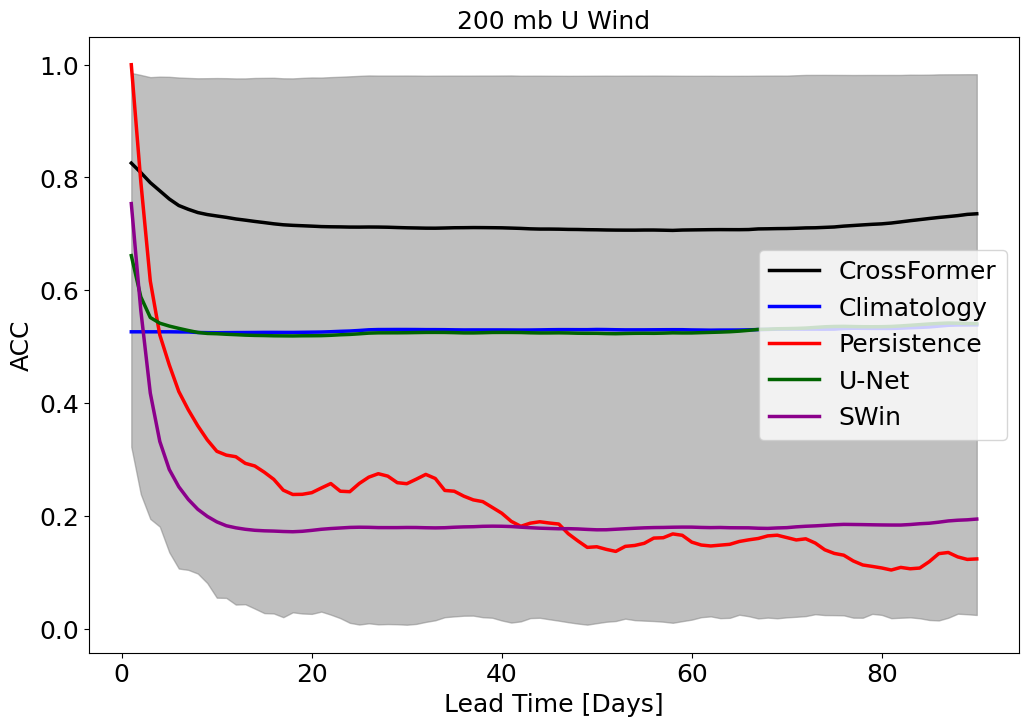 200 mb U Wind
ACC
1.0
0.8
0.6
0.4
0.2
0.0
CrossFormer
Climatology
Persistence
U-Net
SWin
0 20 40 60 80
Lead Time [Days]